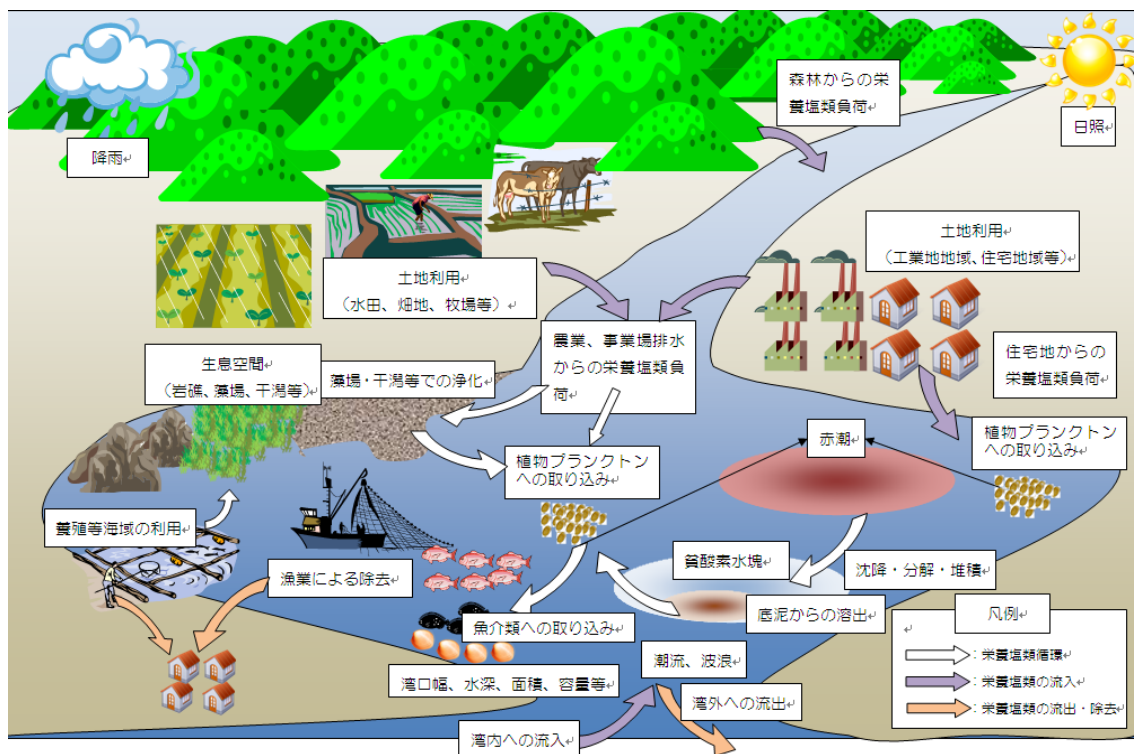 森林からの栄
養塩類負荷
日照
降雨
土地利用
（工業地地域、住宅地域等）
土地利用
（水田、畑地、牧場等）
農業、事業場排水
からの栄養塩類負
荷
住宅地からの
栄養塩類負荷
生息空間
（岩礁、藻場、干潟等）
藻場・干潟等での浄化
赤潮
植物プランクトン
への取り込み
植物プランクトン
への取り込み
養殖等海域の利用
漁業による除去
貧酸素水塊
沈降・分解・堆積
底泥からの溶出
魚介類への取り込み
潮流、波浪
湾口幅、水深、面積、容量等
湾外への流出
湾内への流入
凡例
：栄養塩類循環
：栄養塩類の流入
：栄養塩類の流出・除去